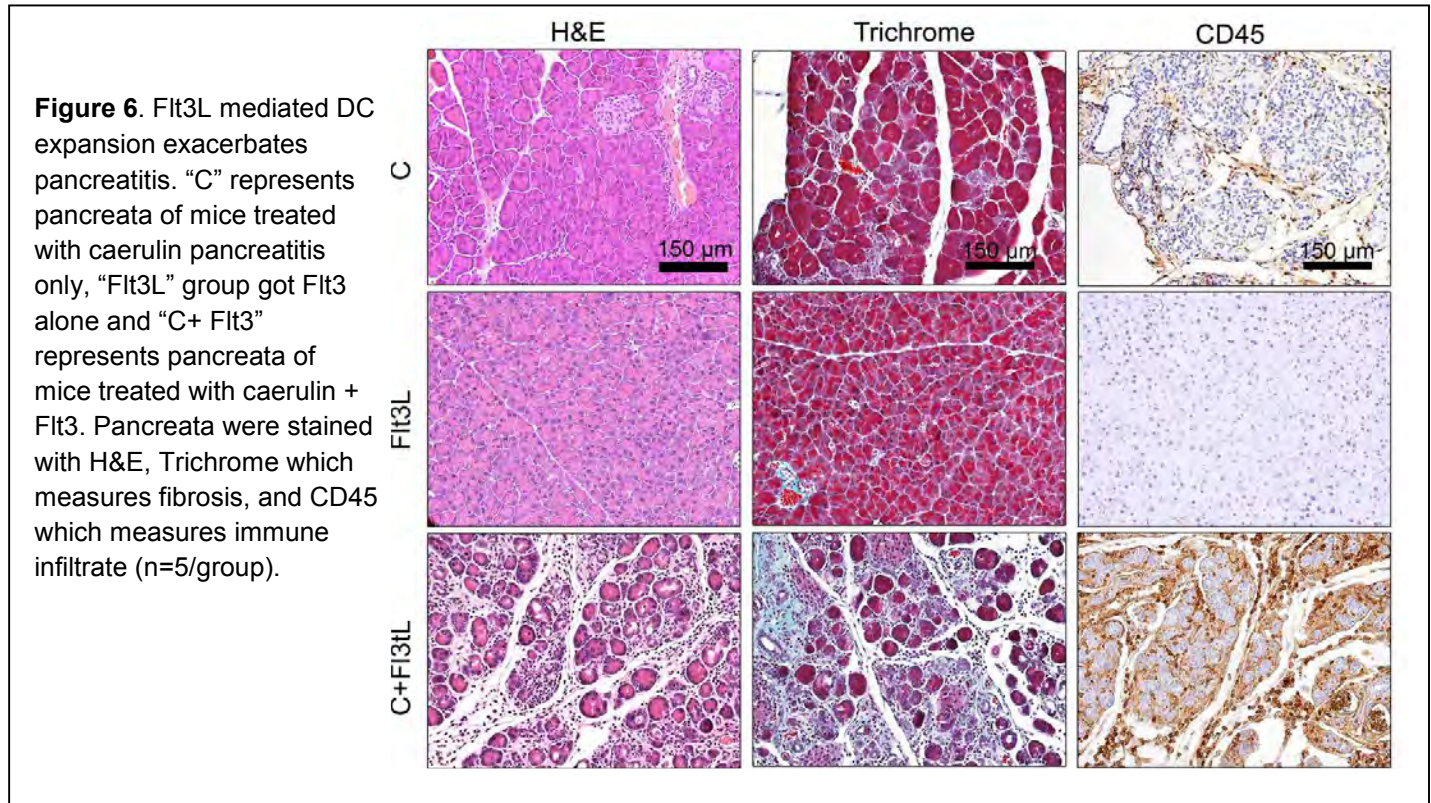 H&E
Trichrome
CD45
Figure 6. Flt3L mediated DC
expansion exacerbates
pancreatitis. “C” represents
pancreata of mice treated
with caerulin pancreatitis
only, “Flt3L” group got Flt3
alone and “C+ Flt3”
represents pancreata of
mice treated with caerulin +
Flt3. Pancreata were stained
with H&E, Trichrome which
measures fibrosis, and CD45
which measures immune
infiltrate (n=5/group).
C
150 µm
150 µm
150 µm
Flt3L
C+Fl3tL